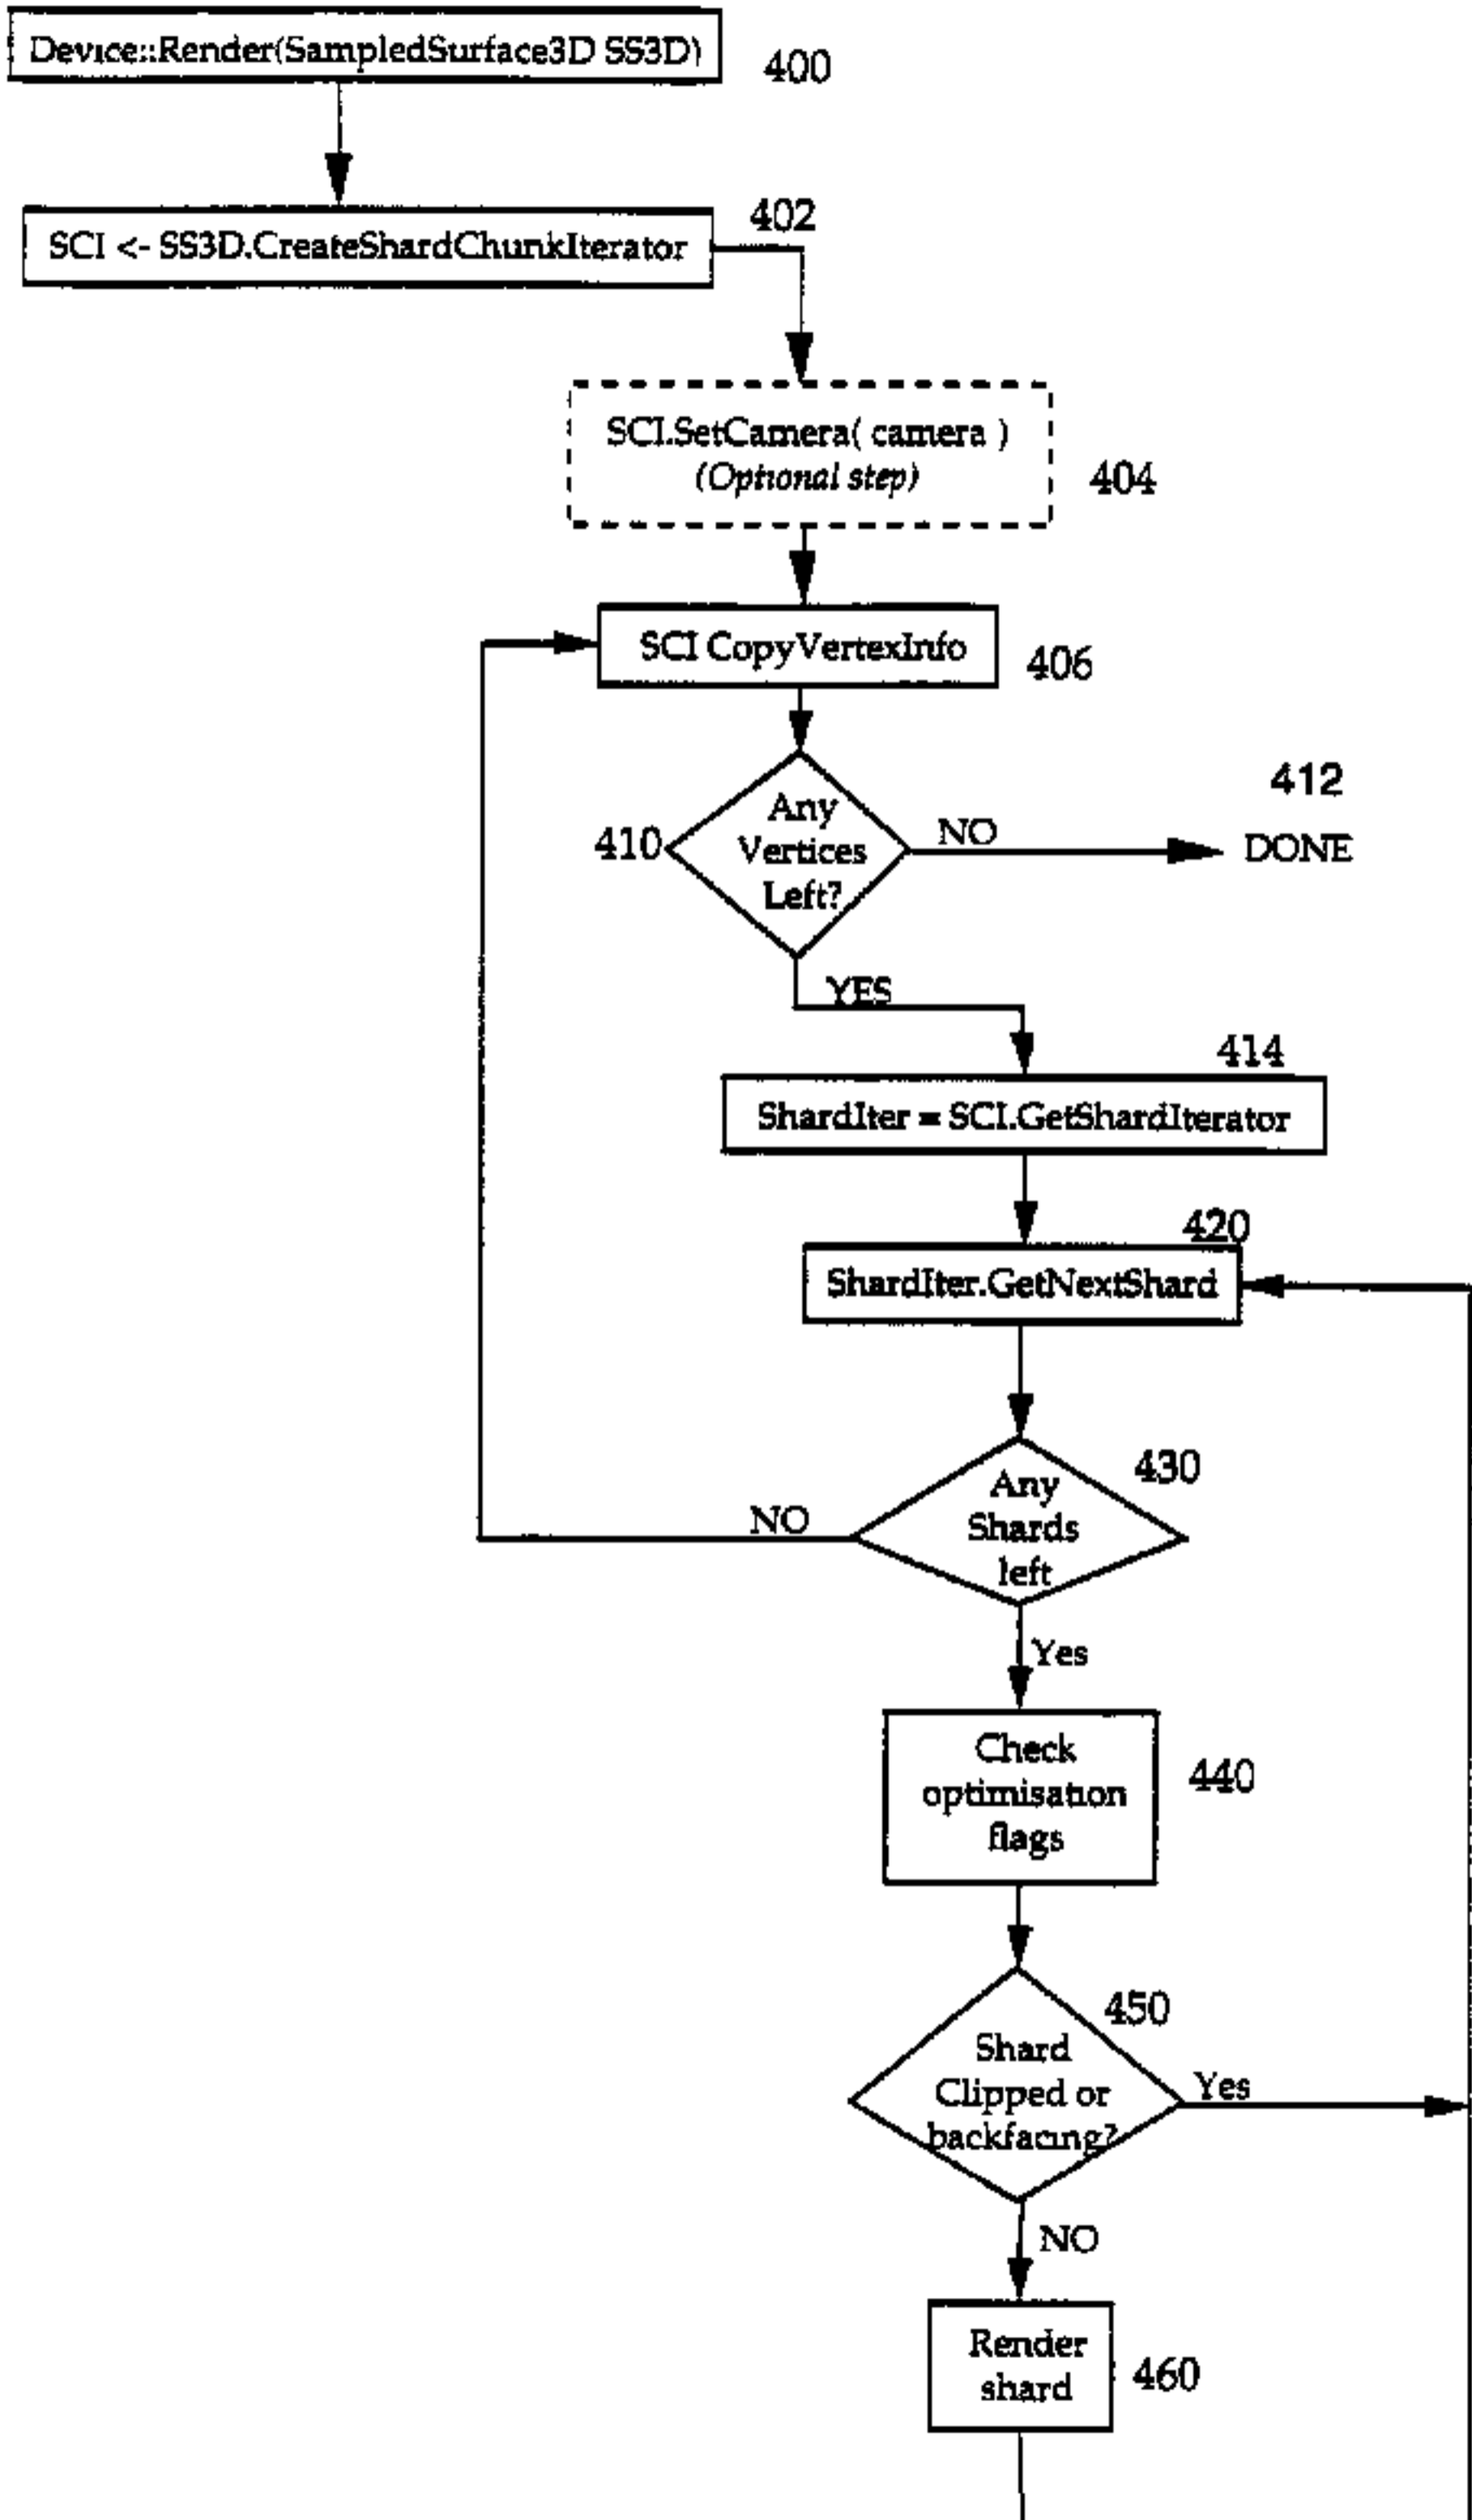 Device::Render(SampledSurface3D SS3D)
400
402
SCI <- SS3D.CreateShardChunkIterator
SCI.SetCamera( camera )
(Optional step)
404
SCI CopyVertexInfo
406
412
410
Any
Vertices
Left?
NO
DONE
YES
414
ShardIter = SCI.GetShardIterator
420
ShardIter.GetNextShard
430
Any
Shards
left
NO
Yes
Check
optimisation
flags
440
450
Shard
Clipped or
backfacing?
Yes
NO
Render
shard
460